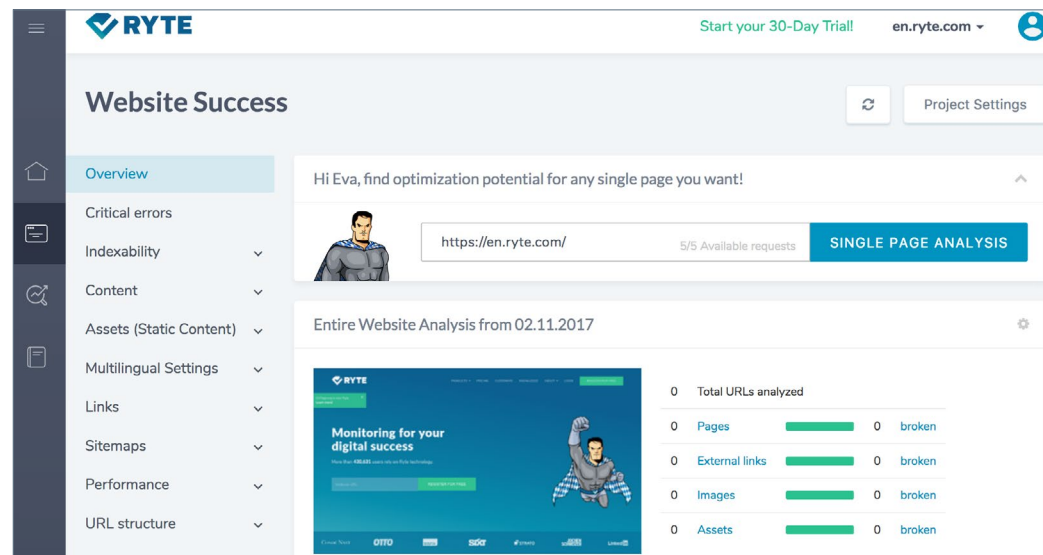 RYTE
Start your 30-Day Trial!
en.ryte.com
Website Success
Project Settings
Overview
Critical errors
Indexability
Content
Assets (Static Content)
Multilingual Settings
Links
Sitemaps
Performance
URL structure
Hi Eva, find optimization potential for any single page you want!
https://en.ryte.com/
5/5 Available requests
SINGLE PAGE ANALYSIS
Entire Website Analysis from 02.11.2017
RYTE
Monitoring for your
digital success
OTTO
SIXT
0 Total URLs analyzed
0 Pages 0 broken
0 External links 0 broken
0 Images 0 broken
0 Assets 0 broken